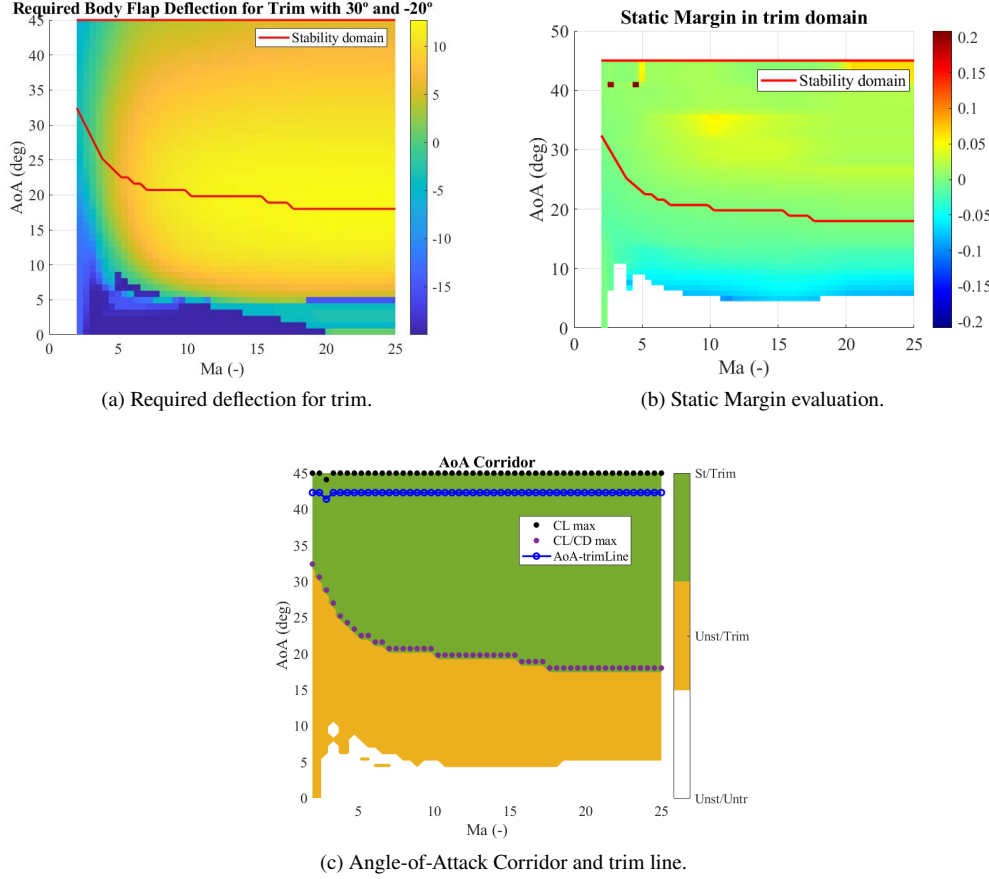 Required Body Flap Deflection for Trim with 30º and -20º
Stability domain
45
40
35
30
25
20
15
10
5
0
AoA (deg)
0 5 10 15 20 25
Ma (-)
10
5
0
-5
-10
-15
(a) Required deflection for trim.
Static Margin in trim domain
Stability domain
50
40
30
20
10
0
AoA (deg)
0 5 10 15 20 25
Ma (-)
0.2
0.15
0.1
0.05
0
-0.05
-0.1
-0.15
-0.2
(b) Static Margin evaluation.
AoA Corridor
CL max
CL/CD max
AoA-trimLine
45
40
35
30
25
20
15
10
5
0
AoA (deg)
5 10 15 20 25
Ma (-)
St/Trim
Unst/Trim
Unst/Untr
(c) Angle-of-Attack Corridor and trim line.